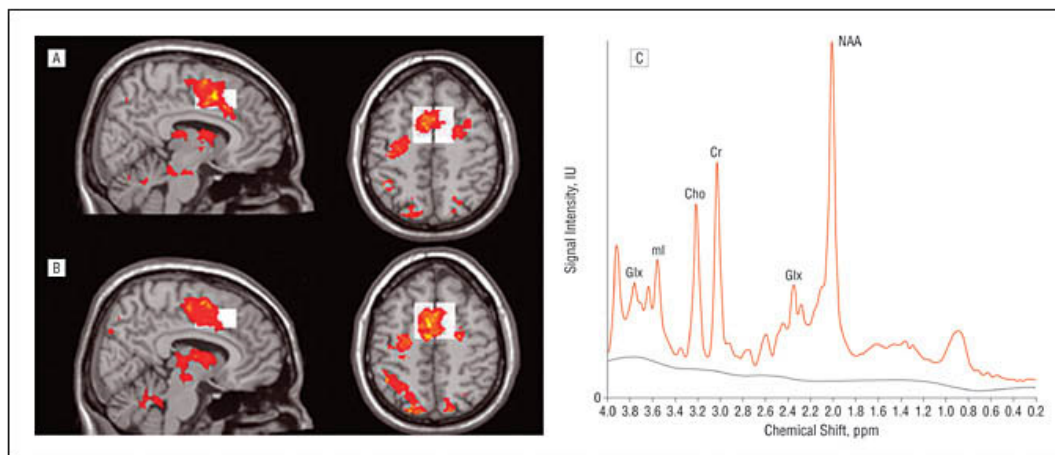 A
B
C
NAA
Cr
Cho
Glx
mI
Glx
Signal Intensity, IU
0
4.0 3.8 3.6 3.4 3.2 3.0 2.8 2.6 2.4 2.2 2.0 1.8 1.6 1.4 1.2 1.0 0.8 0.6 0.4 0.2
Chemical Shift, ppm